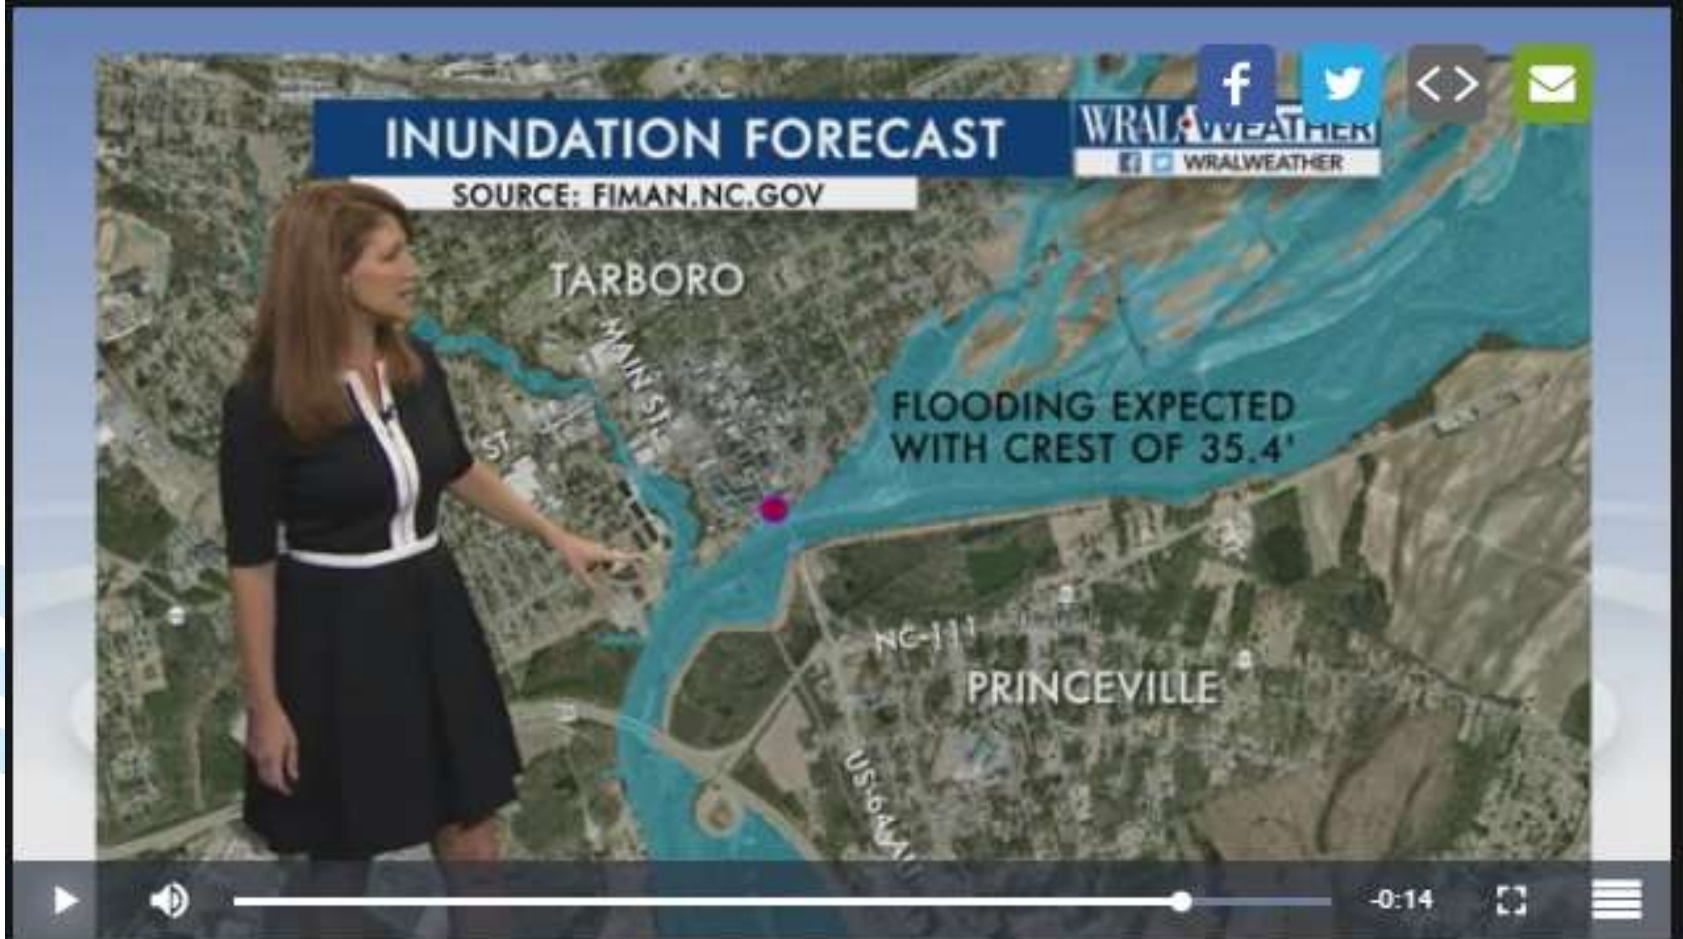 INUNDATION FORECAST
WRAL WEATHER
WRALWEATHER
SOURCE: FIMAN.NC.GOV
TARBORO
MAIN ST
FLOODING EXPECTED
WITH CREST OF 35.4'
ST
NC-111
PRINCEVILLE
-0:14